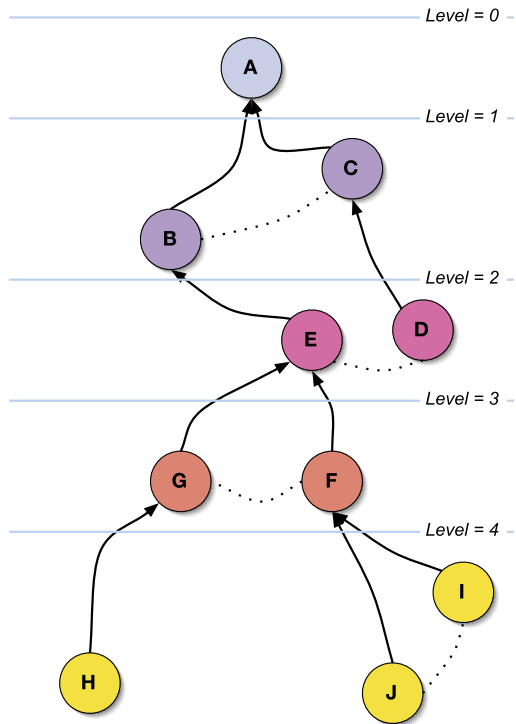 Level = 0
A
Level = 1
C
B
Level = 2
D
E
Level = 3
G
F
Level = 4
I
H
J